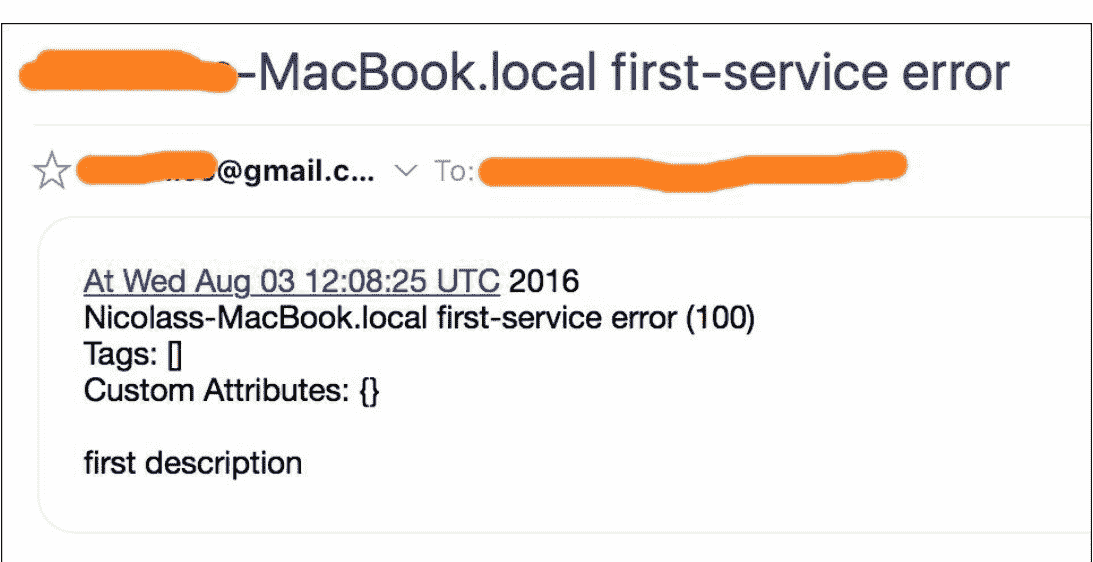 -MacBook.local first-service error
@gmail.c... To:
At Wed Aug 03 12:08:25 UTC 2016
Nicolass-MacBook.local first-service error (100)
Tags: []
Custom Attributes: {}
first description